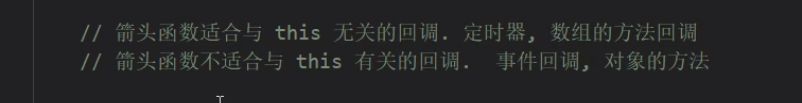 // 箭头函数适合与 this 无关的回调. 定时器, 数组的方法回调
// 箭头函数不适合与 this 有关的回调.  事件回调, 对象的方法